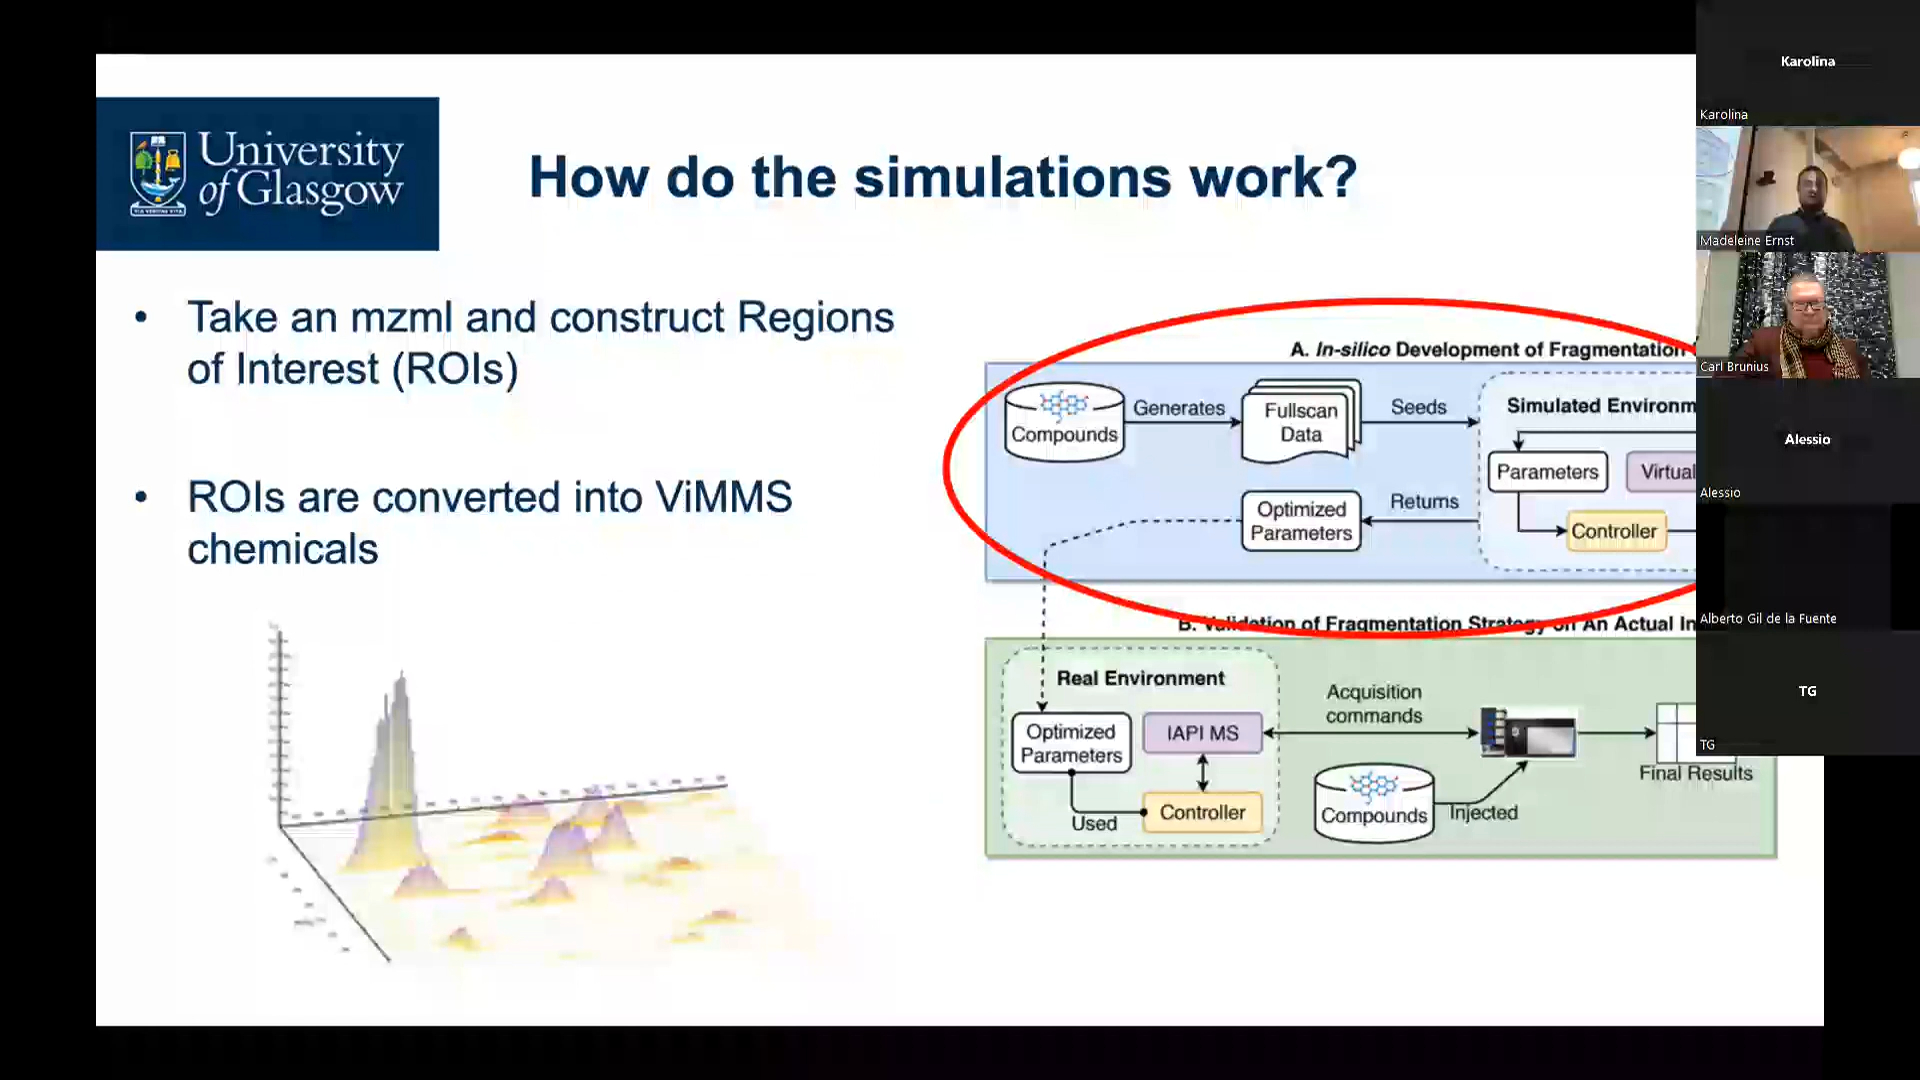 University
of Glasgow
How do the simulations work?
• Take an mzml and construct Regions
of Interest (ROIs)
• ROIs are converted into ViMMS
chemicals
A. In-silico Development of Fragmentation
Compounds
Generates
Fullscan
Data
Seeds
Simulated Environm
Parameters
Virtual
Optimized
Parameters
Returns
Controller
B. Validation of Fragmentation Strategy on An Actual In
Real Environment
Optimized
Parameters
IAPI MS
Used
Controller
Acquisition
commands
Compounds
Injected
Final Results
Karolina
Karolina
Madeleine Ernst
Carl Brunius
Alessio
Alessio
Alberto Gil de la Fuente
TG
TG